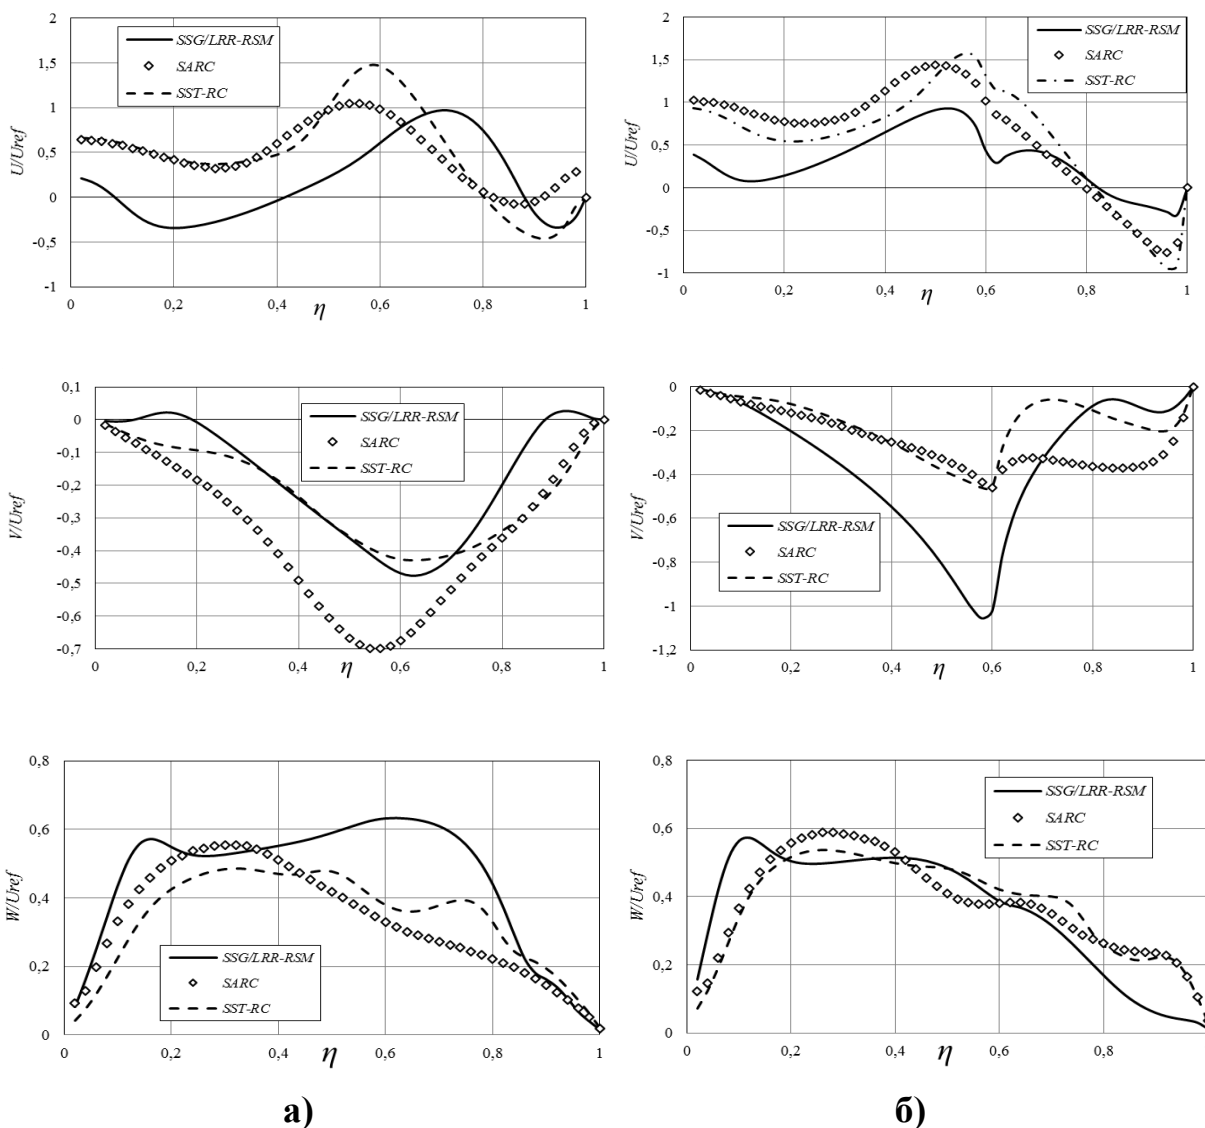 2
1,5
1
0,5
0
-0,5
-1
U/Uref
SSG/LRR-RSM
SARC
SST-RC
0 0,2 0,4 0,6 0,8 1
η
2
1,5
1
0,5
0
-0,5
-1
U/Uref
SSG/LRR-RSM
SARC
SST-RC
0 0,2 0,4 0,6 0,8 1
η
0,1
0
-0,1
-0,2
-0,3
-0,4
-0,5
-0,6
-0,7
V/Uref
SSG/LRR-RSM
SARC
SST-RC
0 0,2 0,4 0,6 0,8 1
η
0
-0,2
-0,4
-0,6
-0,8
-1
-1,2
V/Uref
SSG/LRR-RSM
SARC
SST-RC
0 0,2 0,4 0,6 0,8 1
η
0,8
0,6
0,4
0,2
0
W/Uref
SSG/LRR-RSM
SARC
SST-RC
0 0,2 0,4 0,6 0,8 1
η
0,8
0,6
0,4
0,2
0
W/Uref
SSG/LRR-RSM
SARC
SST-RC
0 0,2 0,4 0,6 0,8
η
а)
б)